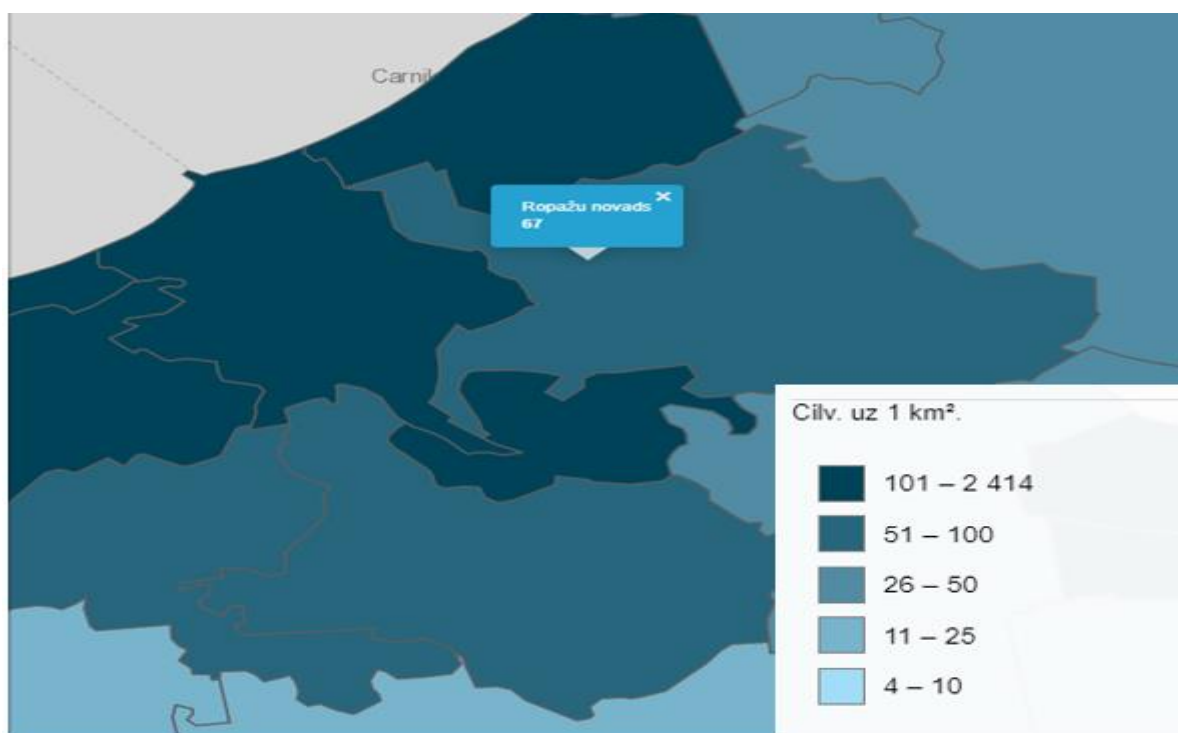 Ropažu novads
67
Cilv. uz 1 km².
101 – 2 414
51 – 100
26 – 50
11 – 25
4 – 10